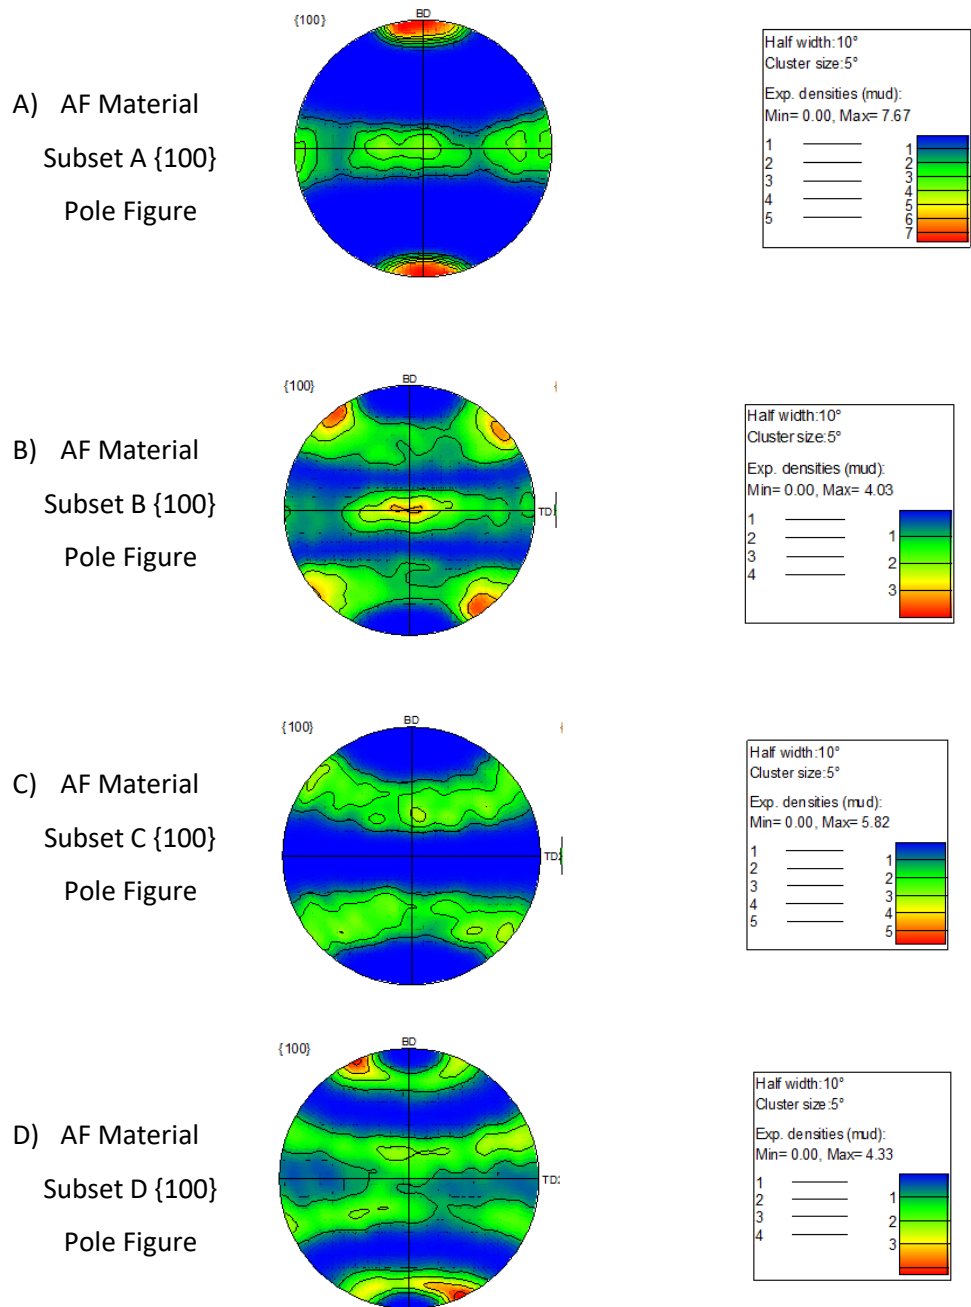 {100}
BD
A) AF Material
Subset A {100}
Pole Figure
Half width:10°
Cluster size:5°
Exp. densities (mud):
Min= 0.00, Max= 7.67
1
2
3
4
5
1
2
3
4
5
6
7
{100}
BD
TD
B) AF Material
Subset B {100}
Pole Figure
Half width:10°
Cluster size:5°
Exp. densities (mud):
Min= 0.00, Max= 4.03
1
2
3
4
1
2
3
{100}
BD
TD
C) AF Material
Subset C {100}
Pole Figure
Half width:10°
Cluster size:5°
Exp. densities (mud):
Min= 0.00, Max= 5.82
1
2
3
4
5
1
2
3
4
5
{100}
BD
TD
D) AF Material
Subset D {100}
Pole Figure
Half width:10°
Cluster size:5°
Exp. densities (mud):
Min= 0.00, Max= 4.33
1
2
3
4
1
2
3